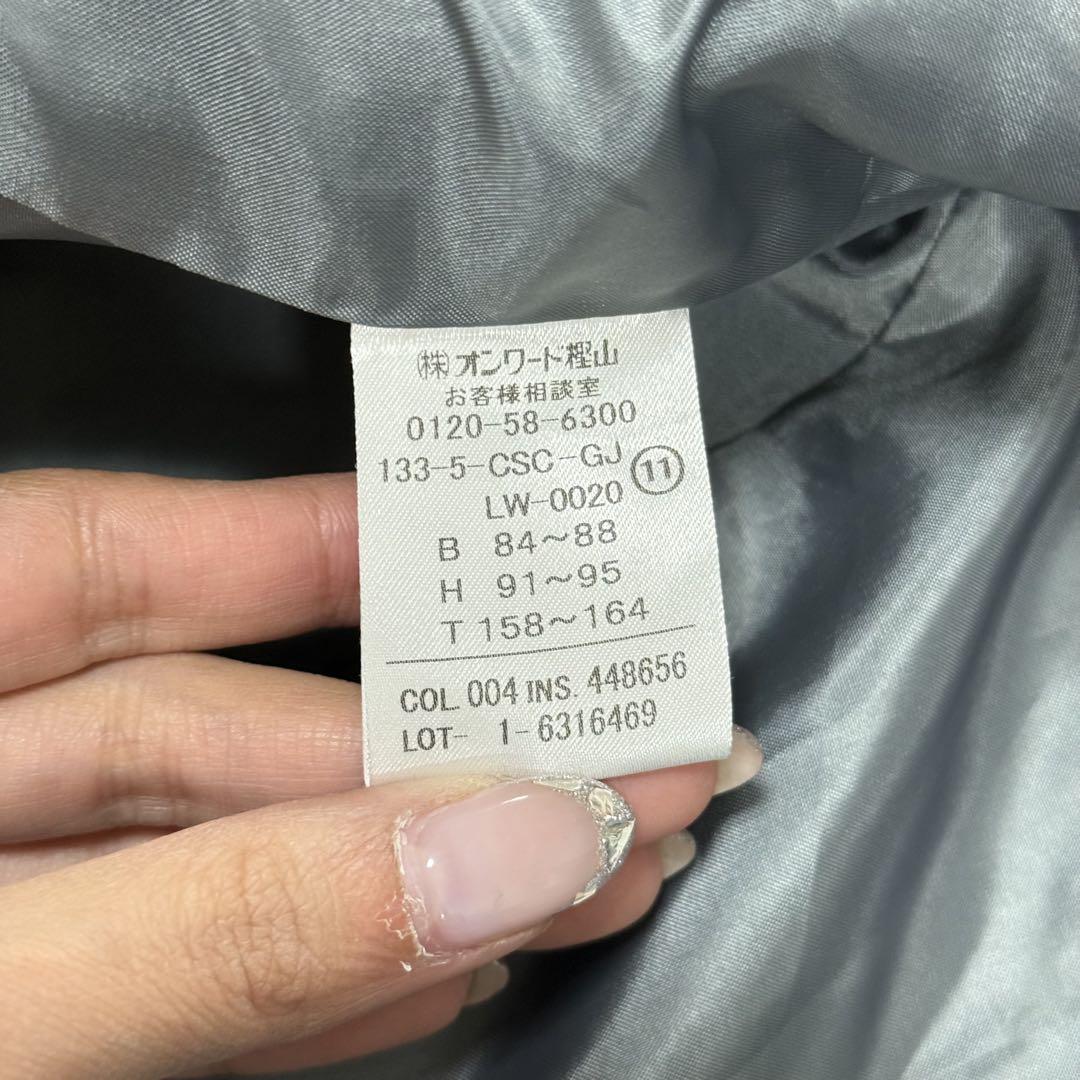 (株)オンワード樫山
お客様相談室
0120-58-6300
133-5-CSC-GJ ⑪
LW-0020
B 84～88
H 91～95
T 158～164
COL 004 INS. 448656
LOT- 1-6316469